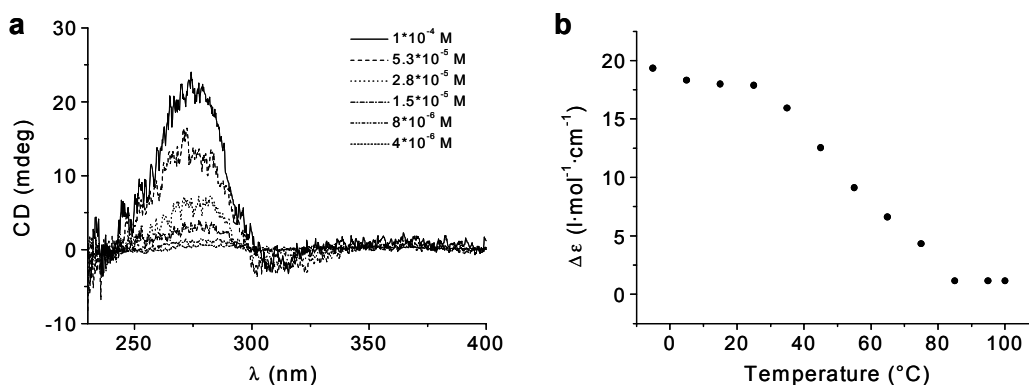 a
30
20
10
0
-10
CD (mdeg)
250 300 350 400
λ (nm)
1*10⁻⁴ M
5.3*10⁻⁵ M
2.8*10⁻⁵ M
1.5*10⁻⁵ M
8*10⁻⁶ M
4*10⁻⁶ M
b
20
15
10
5
0
Δ ε (l·mol⁻¹·cm⁻¹)
0 20 40 60 80 100
Temperature (°C)